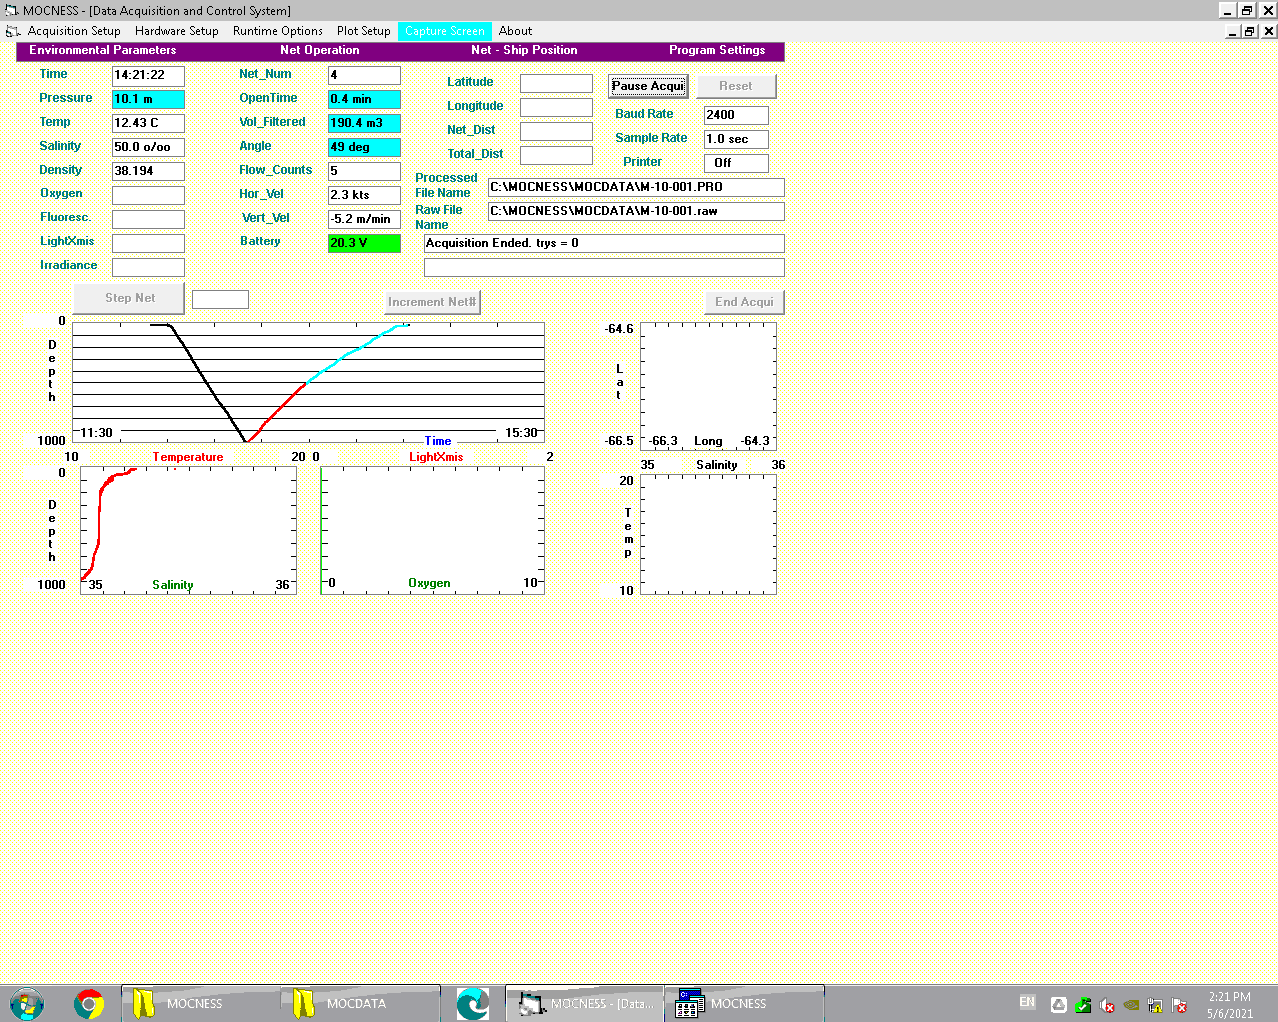 MOCNESS - [Data Acquisition and Control System]
Acquisition Setup Hardware Setup Runtime Options Plot Setup Capture Screen About
Environmental Parameters Net Operation Net - Ship Position Program Settings
Time 14:21:22 Net_Num 4 Latitude Pause Acqui Reset
Pressure 10.1 m OpenTime 0.4 min Longitude Baud Rate 2400
Temp 12.43 C Vol_Filtered 190.4 m3 Net_Dist Sample Rate 1.0 sec
Salinity 50.0 o/oo Angle 49 deg Total_Dist Printer Off
Density 38.194 Flow_Counts 5 Processed
File Name C:\MOCNESS\MOCDATA\M-10-001.PRO
Oxygen Hor_Vel 2.3 kts
Fluoresc. Vert_Vel -5.2 m/min Raw File
Name C:\MOCNESS\MOCDATA\M-10-001.raw
LightXmis Battery 20.3 V Acquisition Ended. trys = 0
Irradiance
Step Net Increment Net# End Acqui
0 -64.6
Depth Lat
11:30 15:30
1000 Time -66.5 -66.3 Long -64.3
10 Temperature 20 0 LightXmis 2 35 Salinity 36
0 20
Depth Temp
1000 35 Salinity 36 0 Oxygen 10 10
MOCNESS MOCDATA MOCNESS - [Data... C:\ MOCNESS EN 2:21 PM
5/6/2021